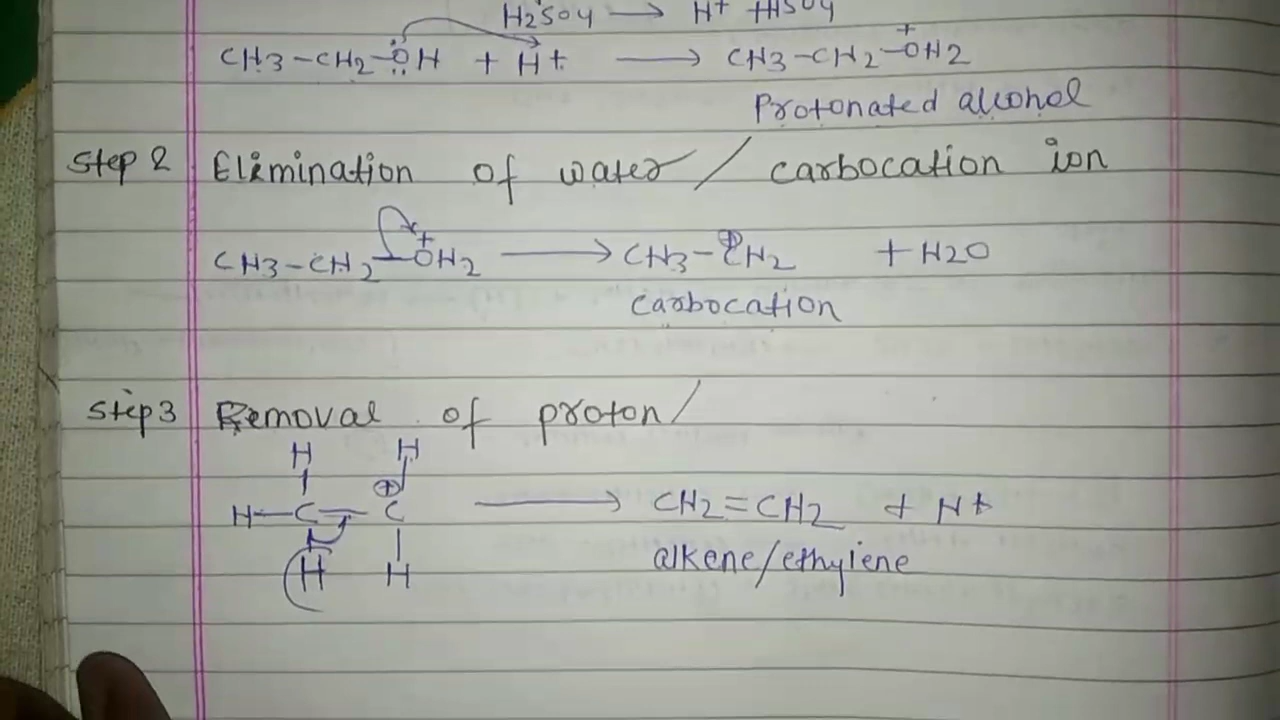 H2SO4 → H+ + HSO4
CH3-CH2-ÖH + H+ → CH3-CH2-OH2 +
Protonated alcohol
Step 2 Elimination of water / carbocation ion
CH3-CH2-OH2 + → CH3-CH2 ⊕ + H2O
carbocation
Step 3 Removal of proton/
H H
H-C=C ⊕ → CH2=CH2 + H+
H H alkene/ethylene